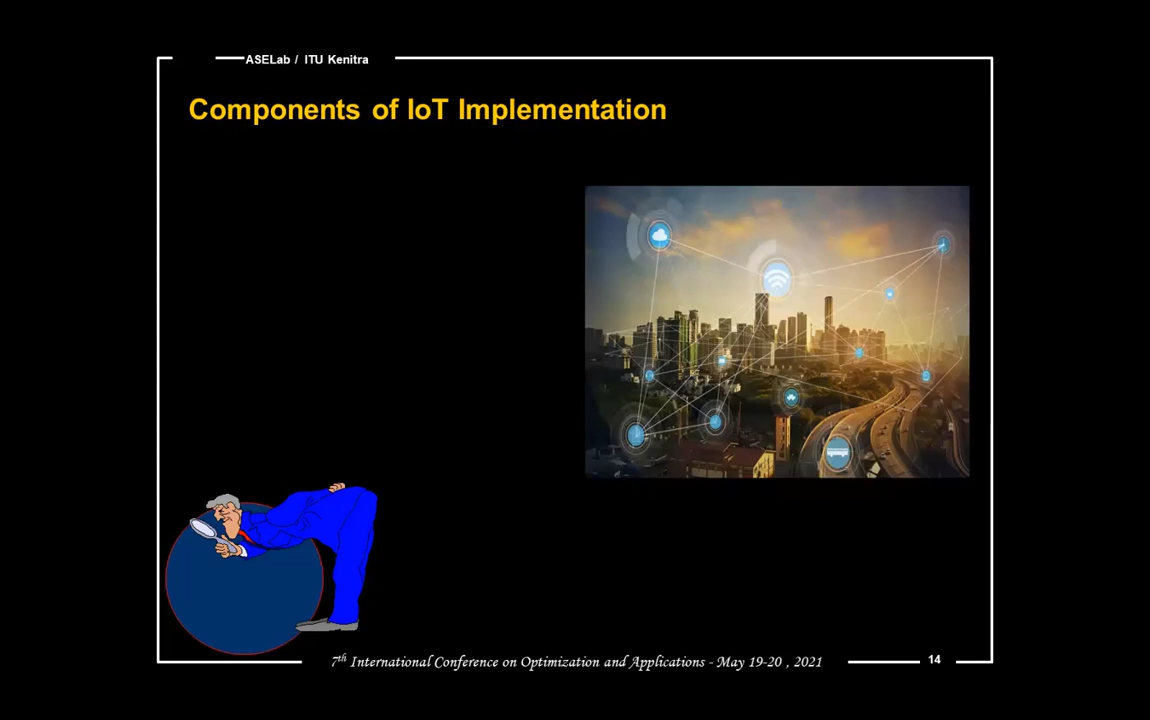 ASELab / ITU Kenitra
Components of IoT Implementation
7th International Conference on Optimization and Applications - May 19-20 , 2021
14